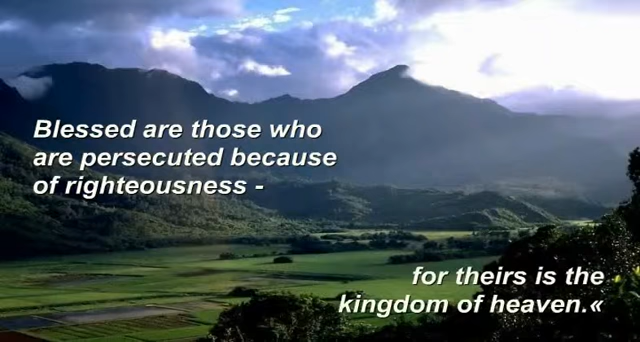 Blessed are those who
are persecuted because
of righteousness -
for theirs is the
kingdom of heaven.«